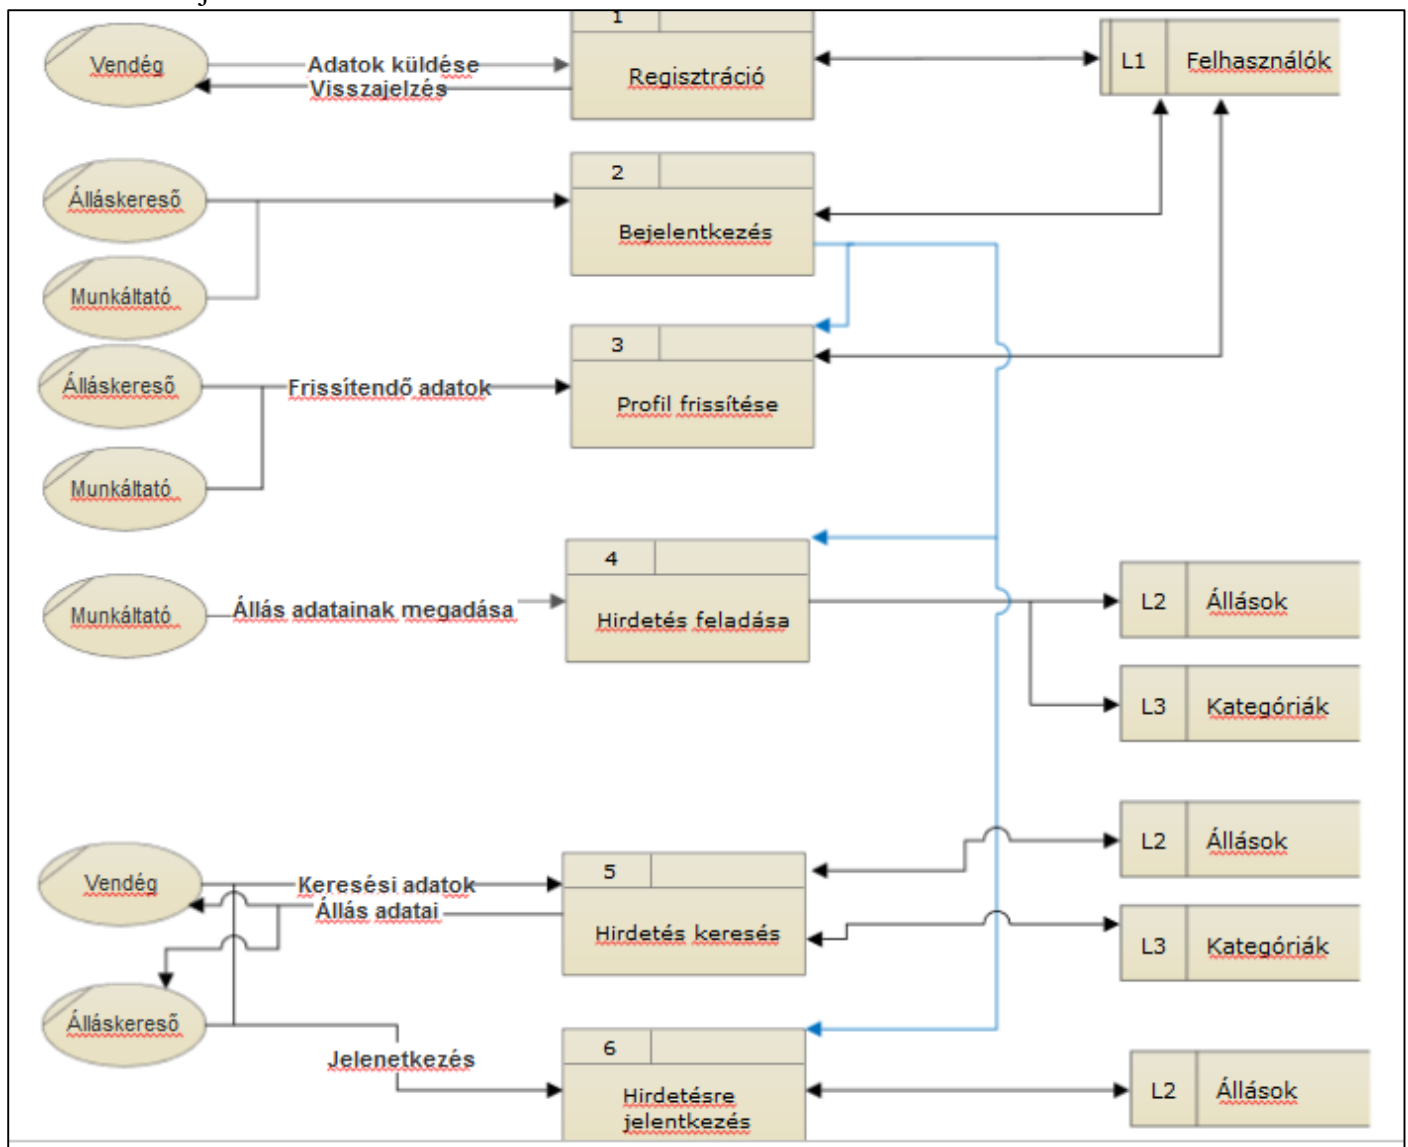 1
Vendég
Adatok küldése
Visszajelzés
Regisztráció
L1
Felhasználók
2
Álláskereső
Bejelentkezés
Munkáltató
3
Álláskereső
Frissítendő adatok
Profil frissítése
Munkáltató
4
Munkáltató
Állás adatainak megadása
Hirdetés feladása
L2
Állások
L3
Kategóriák
L2
Állások
5
Vendég
Keresési adatok
Állás adatai
Hirdetés keresés
L3
Kategóriák
Álláskereső
6
Jelenetkezés
Hirdetésre
jelentkezés
L2
Állások